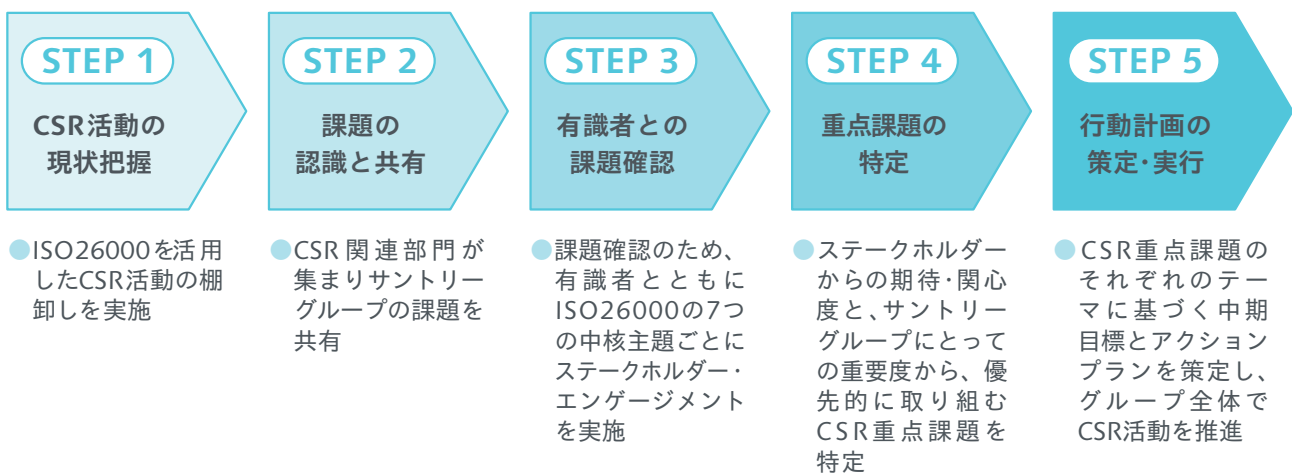 STEP 1
CSR活動の
現状把握
●ISO26000を活用
したCSR活動の棚
卸しを実施
STEP 2
課題の
認識と共有
●CSR関連部門が
集まりサントリー
グループの課題を
共有
STEP 3
有識者との
課題確認
●課題確認のため、
有識者とともに
ISO26000の7つ
の中核主題ごとに
ステークホルダー・
エンゲージメント
を実施
STEP 4
重点課題の
特定
●ステークホルダー
からの期待・関心
度と、サントリー
グループにとって
の重要度から、優
先的に取り組む
CSR重点課題を
特定
STEP 5
行動計画の
策定・実行
●CSR重点課題の
それぞれのテー
マに基づく中期
目標とアクション
プランを策定し、
グループ全体で
CSR活動を推進